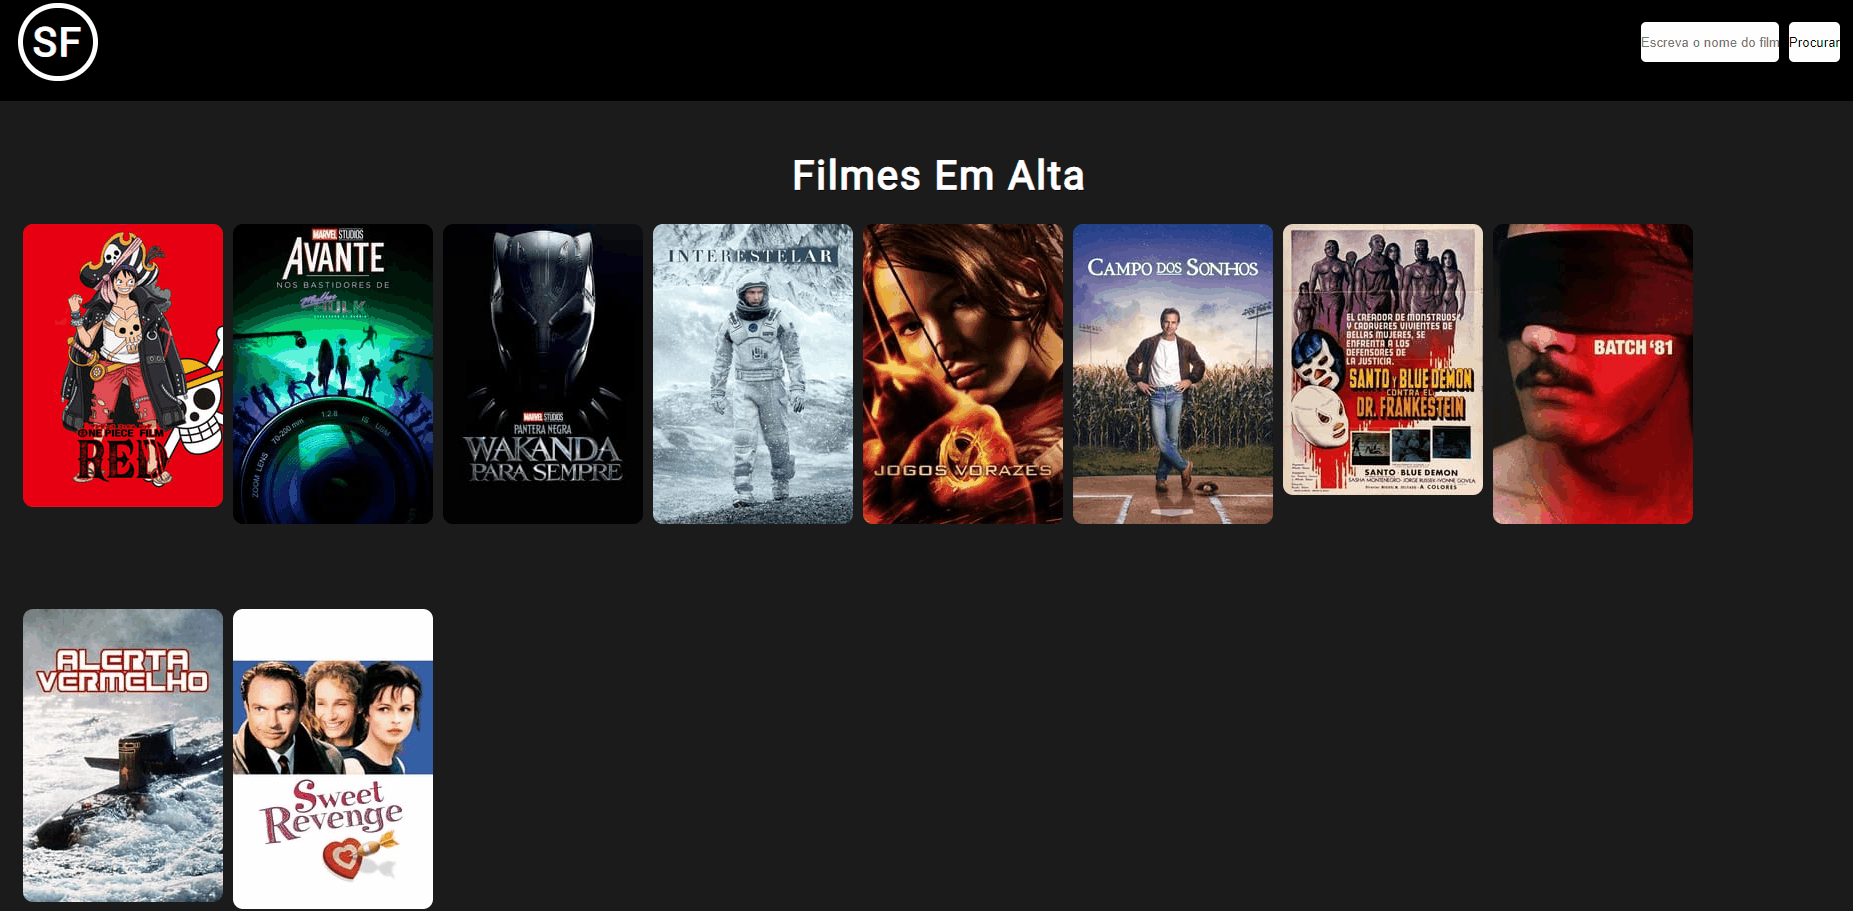 SF
Escreva o nome do film
Procurar
Filmes Em Alta
ONE PIECE FILM
RED
MARVEL STUDIOS
AVANTE
NOS BASTIDORES DE
Mulher
HULK
70-200 mm
1:2.8
IS USM
ZOOM LENS
MARVEL STUDIOS
PANTERA NEGRA
WAKANDA
PARA SEMPRE
INTERESTELAR
JOGOS VORAZES
CAMPO DOS SONHOS
EL CREADOR DE MONSTRUOS
Y CADAVERES VIVIENTES DE
BELLAS MUJERES, SE
ENFRENTA A LOS
DEFENSORES DE
LA JUSTICIA.
SANTO Y BLUE DEMON
CONTRA EL
DR. FRANKESTEIN
SANTO · BLUE DEMON
SASHA MONTENEGRO · JORGE RUSSEK · IVONNE GOVEA
A COLORES
BATCH '81
ALERTA
VERMELHO
Sweet
Revenge